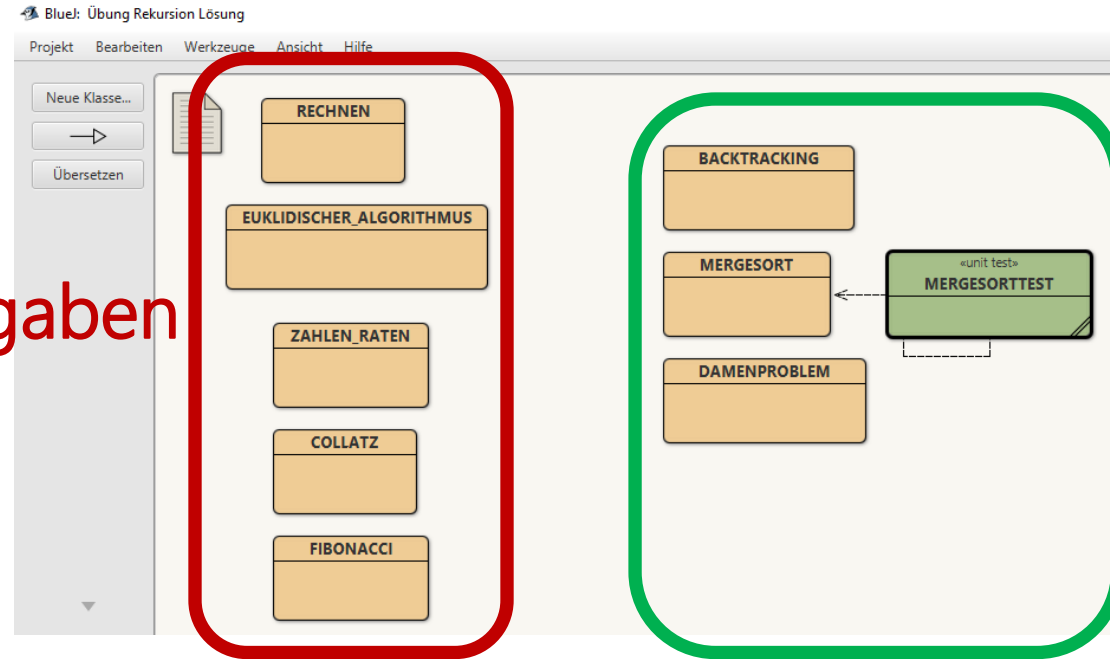 BlueJ: Übung Rekursion Lösung
Projekt Bearbeiten Werkzeuge Ansicht Hilfe
Neue Klasse...
Übersetzen
gaben
RECHNEN
EUKLIDISCHER_ALGORITHMUS
ZAHLEN_RATEN
COLLATZ
FIBONACCI
BACKTRACKING
MERGESORT
«unit test»
MERGESORTTEST
DAMENPROBLEM